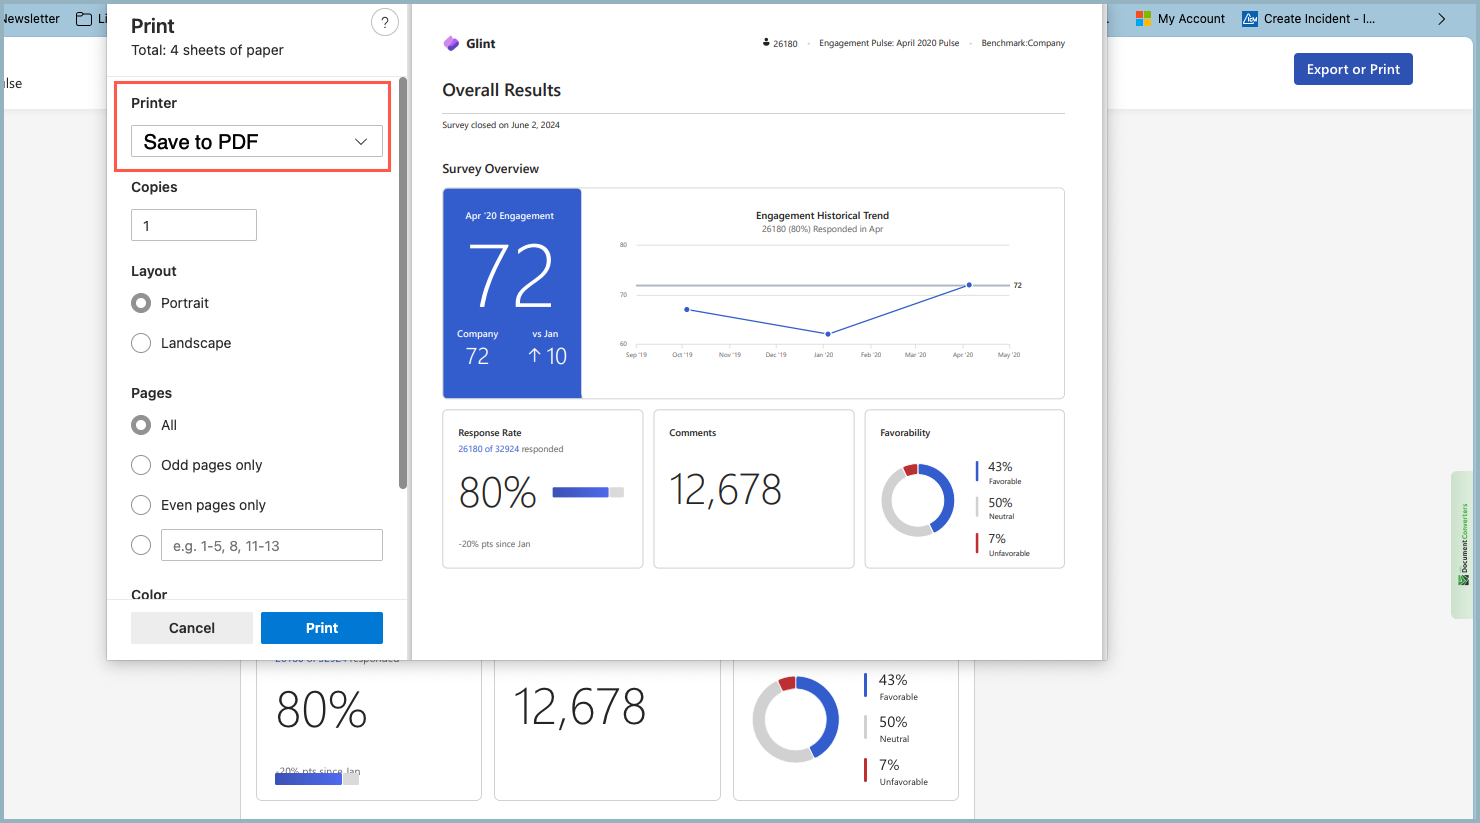 Newsletter
Li
My Account
Create Incident - I...
Print
Total: 4 sheets of paper
?
ulse
Export or Print
Printer
Save to PDF
Copies
1
Layout
Portrait
Landscape
Pages
All
Odd pages only
Even pages only
e.g. 1-5, 8, 11-13
Color
Cancel
Print
Glint
26180
Engagement Pulse: April 2020 Pulse
Benchmark:Company
Overall Results
Survey closed on June 2, 2024
Survey Overview
Apr '20 Engagement
72
Company
vs Jan
72
↑ 10
Engagement Historical Trend
26180 (80%) Responded in Apr
80
72
70
60
Sep '19
Oct '19
Nov '19
Dec '19
Jan '20
Feb '20
Mar '20
Apr '20
May '20
Response Rate
26180 of 32924 responded
80%
-20% pts since Jan
Comments
12,678
Favorability
43%
Favorable
50%
Neutral
7%
Unfavorable
26180 of 32924 responded
80%
-20% pts since Jan
12,678
43%
Favorable
50%
Neutral
7%
Unfavorable
DocumentConverters